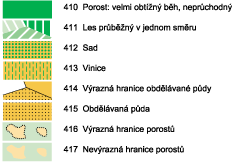 410 Porost: velmi obtížný běh, neprůchodný
411 Les průběžný v jednom směru
412 Sad
413 Vinice
414 Výrazná hranice obdělávané půdy
415 Obdělávaná půda
416 Výrazná hranice porostů
417 Nevýrazná hranice porostů